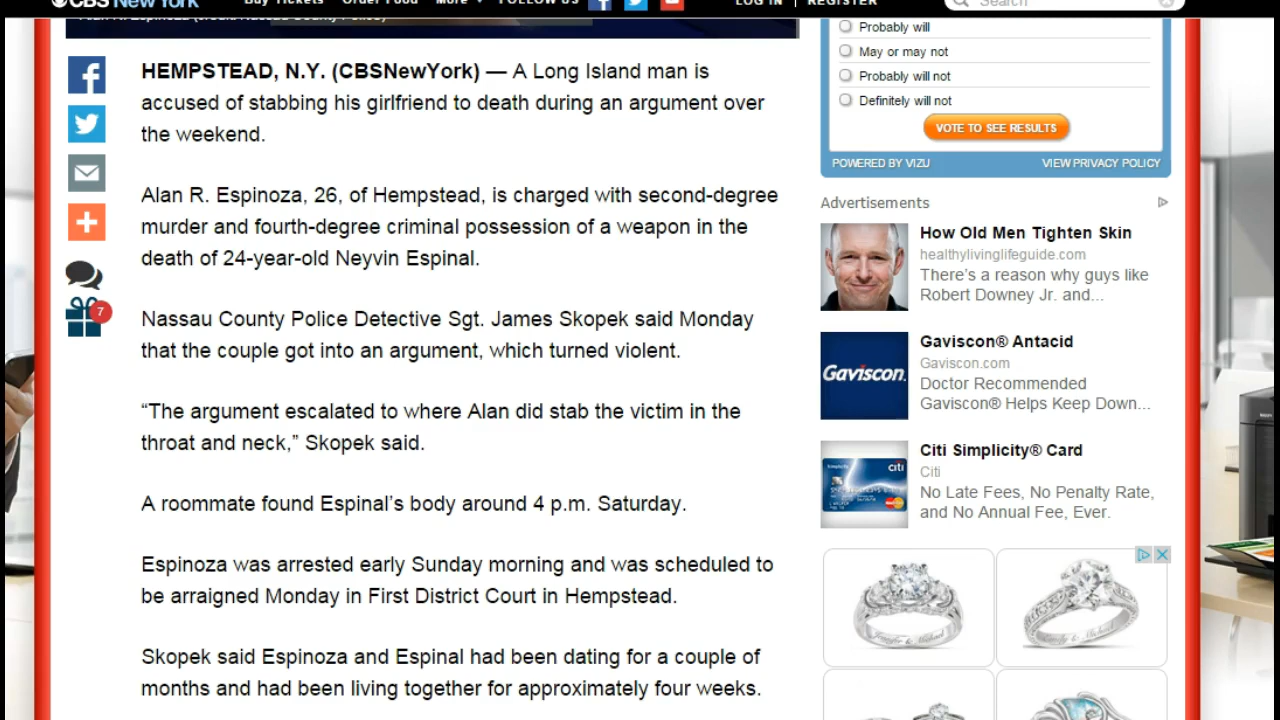 CBS New York Buy Tickets Order Food More FOLLOW US LOG IN | REGISTER Search
HEMPSTEAD, N.Y. (CBSNewYork) — A Long Island man is
accused of stabbing his girlfriend to death during an argument over
the weekend.
Alan R. Espinoza, 26, of Hempstead, is charged with second-degree
murder and fourth-degree criminal possession of a weapon in the
death of 24-year-old Neyvin Espinal.
7
Nassau County Police Detective Sgt. James Skopek said Monday
that the couple got into an argument, which turned violent.
“The argument escalated to where Alan did stab the victim in the
throat and neck,” Skopek said.
A roommate found Espinal’s body around 4 p.m. Saturday.
Espinoza was arrested early Sunday morning and was scheduled to
be arraigned Monday in First District Court in Hempstead.
Skopek said Espinoza and Espinal had been dating for a couple of
months and had been living together for approximately four weeks.
Probably will
May or may not
Probably will not
Definitely will not
VOTE TO SEE RESULTS
POWERED BY VIZU VIEW PRIVACY POLICY
Advertisements
How Old Men Tighten Skin
healthylivinglifeguide.com
There’s a reason why guys like
Robert Downey Jr. and...
Gaviscon.
Gaviscon® Antacid
Gaviscon.com
Doctor Recommended
Gaviscon® Helps Keep Down...
citi
Citi Simplicity® Card
Citi
No Late Fees, No Penalty Rate,
and No Annual Fee, Ever.